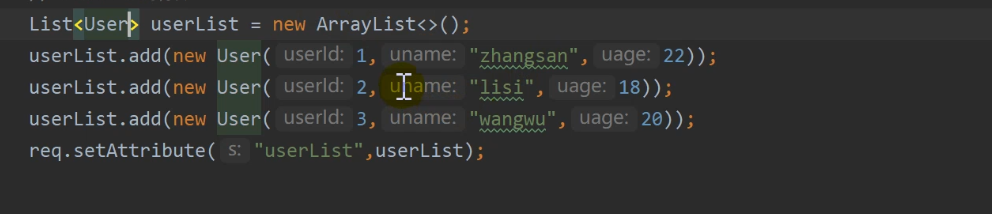 List<User> userList = new ArrayList<>();
userList.add(new User( userId: 1, uname: "zhangsan", uage: 22));
userList.add(new User( userId: 2, uname: "lisi", uage: 18));
userList.add(new User( userId: 3, uname: "wangwu", uage: 20));
req.setAttribute( s: "userList",userList);